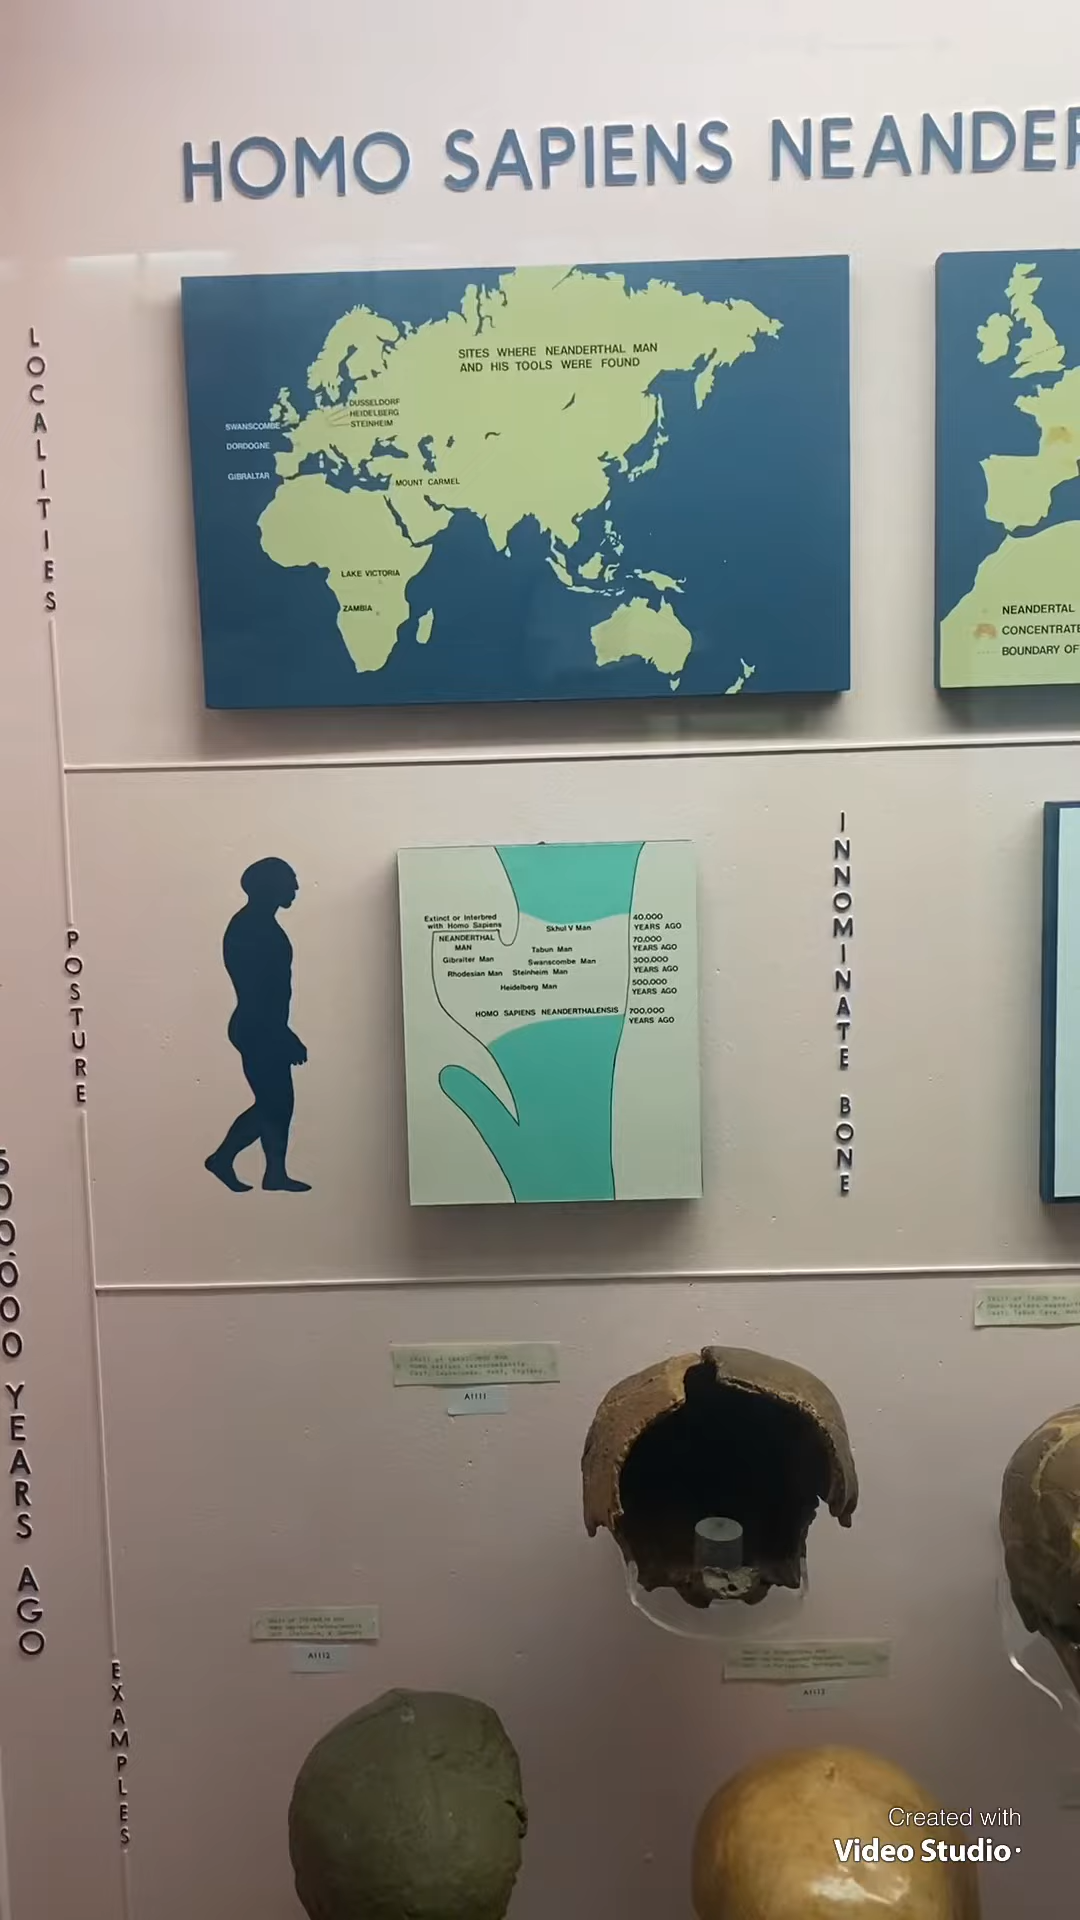 HOMO SAPIENS NEANDER
LOCALITIES
SITES WHERE NEANDERTHAL MAN
AND HIS TOOLS WERE FOUND
DUSSELDORF
HEIDELBERG
STEINHEIM
SWANSCOMBE
DORDOGNE
GIBRALTAR
MOUNT CARMEL
LAKE VICTORIA
ZAMBIA
NEANDERTAL
CONCENTRATE
BOUNDARY OF
POSTURE
Extinct or Interbred
with Homo Sapiens
NEANDERTHAL
MAN
Gibralter Man
Rhodesian Man
Skhul V Man
Tabun Man
Swanscombe Man
Steinheim Man
Heidelberg Man
HOMO SAPIENS NEANDERTHALENSIS
40.000
YEARS AGO
70,000
YEARS AGO
300,000
YEARS AGO
500,000
YEARS AGO
700,000
YEARS AGO
INNOMINATE BONE
00.000 YEARS AGO
EXAMPLES
A1111
A1112
Created with
Video Studio